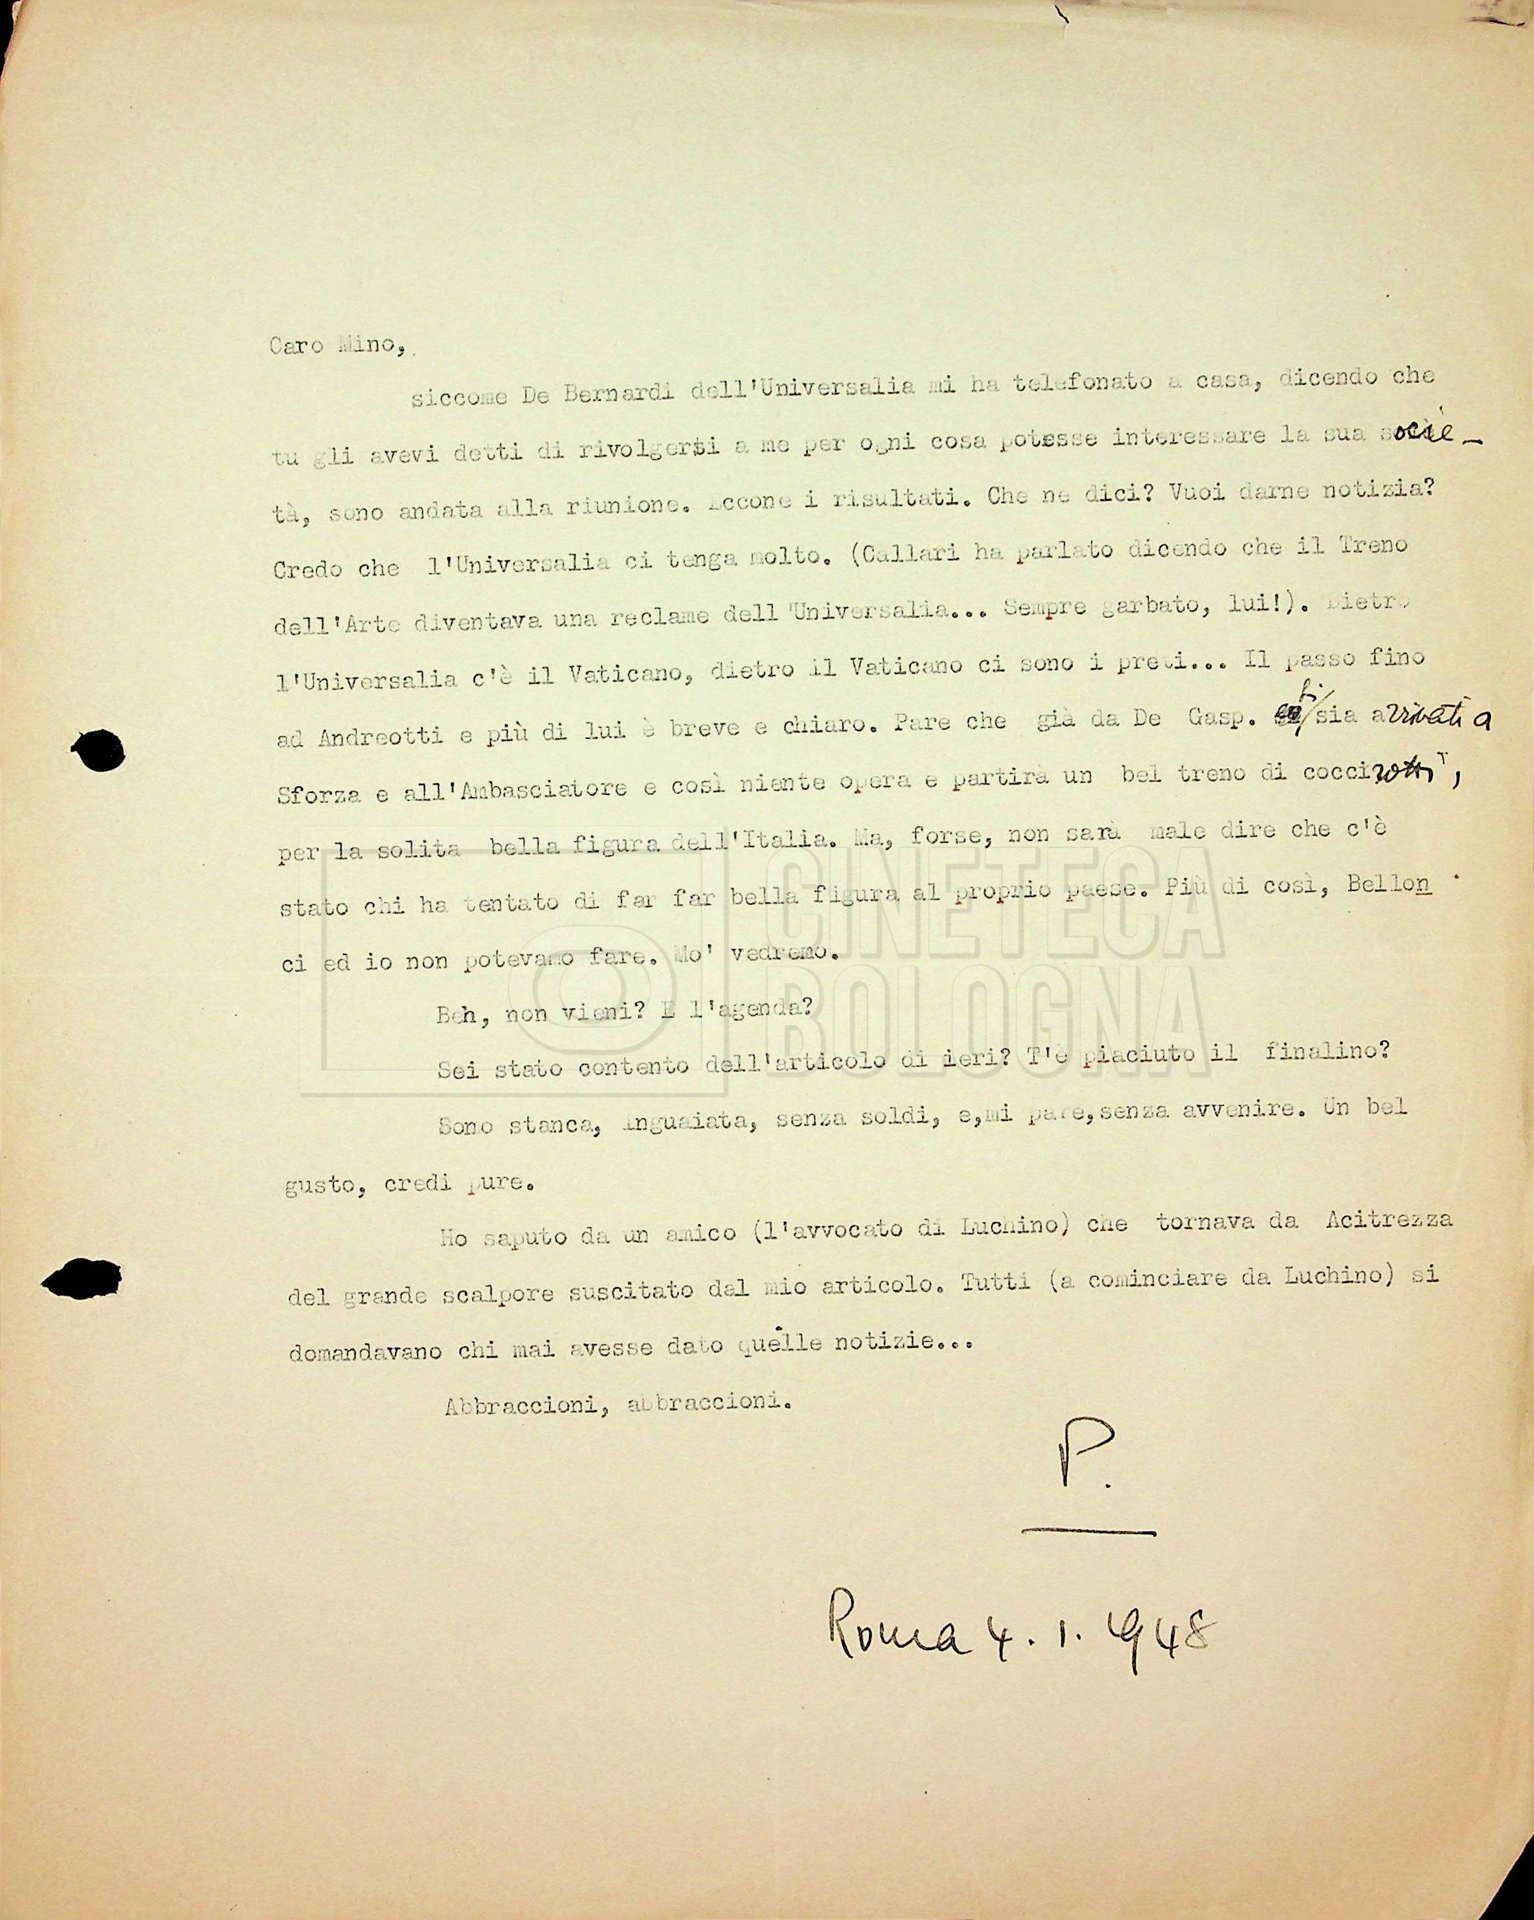 Caro Mino,
siccome De Bernardi dell'Universalia mi ha telefonato a casa, dicendo che
tu gli avevi detti di rivolgersi a me per ogni cosa potesse interessare la sua socie-
tà, sono andata alla riunione. Eccone i risultati. Che ne dici? Vuoi darne notizia?
Credo che l'Universalia ci tenga molto. (Callari ha parlato dicendo che il Treno
dell'Arte diventava una reclame dell'Universalia... Sempre garbato, lui!). Dietro
l'Universalia c'è il Vaticano, dietro il Vaticano ci sono i preti... Il passo fino
ad Andreotti e più di lui è breve e chiaro. Pare che già da De Gasp. si sia arrivati a
Sforza e all'Ambasciatore e così niente opera e partirà un bel treno di cocci rotti,
per la solita bella figura dell'Italia. Ma, forse, non sarà male dire che c'è
stato chi ha tentato di far far bella figura al proprio paese. Più di così, Bellon
ci ed io non potevamo fare. Mo' vedremo.
Beh, non vieni? E l'agenda?
Sei stato contento dell'articolo di ieri? T'è piaciuto il finalino?
Sono stanca, inguaiata, senza soldi, e,mi pare,senza avvenire. Un bel
gusto, credi pure.
Ho saputo da un amico (l'avvocato di Luchino) che tornava da Acitrezza
del grande scalpore suscitato dal mio articolo. Tutti (a cominciare da Luchino) si
domandavano chi mai avesse dato quelle notizie...
Abbraccioni, abbraccioni.
P.
Roma 4.1.1948
CINETECA
BOLOGNA